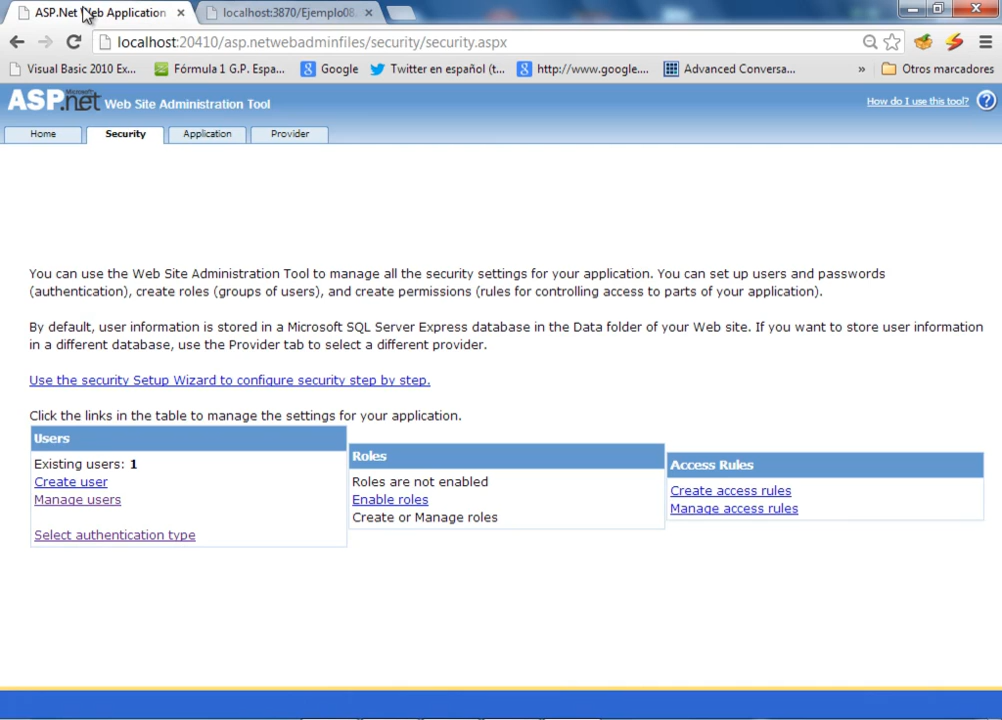 ASP.Net Web Application
localhost:3870/Ejemplo08.
localhost:20410/asp.netwebadminfiles/security/security.aspx
Visual Basic 2010 Ex...
Fórmula 1 G.P. Espa...
Google
Twitter en español (t...
http://www.google....
Advanced Conversa...
»
Otros marcadores
Microsoft
ASP.net Web Site Administration Tool
How do I use this tool? ?
Home
Security
Application
Provider
You can use the Web Site Administration Tool to manage all the security settings for your application. You can set up users and passwords
(authentication), create roles (groups of users), and create permissions (rules for controlling access to parts of your application).
By default, user information is stored in a Microsoft SQL Server Express database in the Data folder of your Web site. If you want to store user information
in a different database, use the Provider tab to select a different provider.
Use the security Setup Wizard to configure security step by step.
Click the links in the table to manage the settings for your application.
Users
Existing users: 1
Create user
Manage users
Select authentication type
Roles
Roles are not enabled
Enable roles
Create or Manage roles
Access Rules
Create access rules
Manage access rules